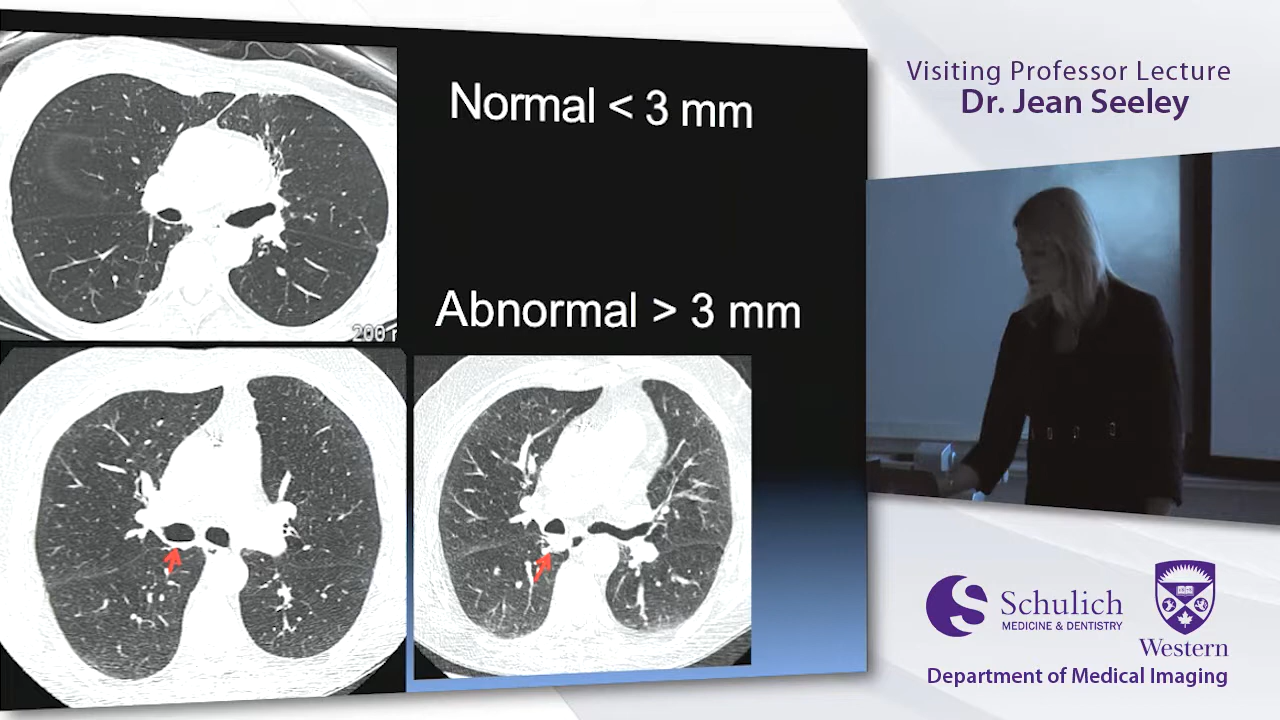 Normal < 3 mm
Abnormal > 3 mm
Visiting Professor Lecture
Dr. Jean Seeley
Schulich
MEDICINE & DENTISTRY
Western
Department of Medical Imaging